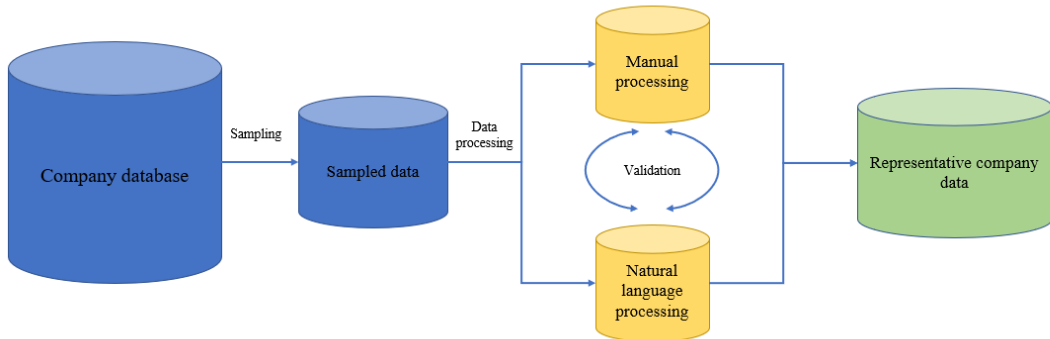 Company database
Sampling
Sampled data
Data
processing
Manual
processing
Validation
Natural
language
processing
Representative company
data